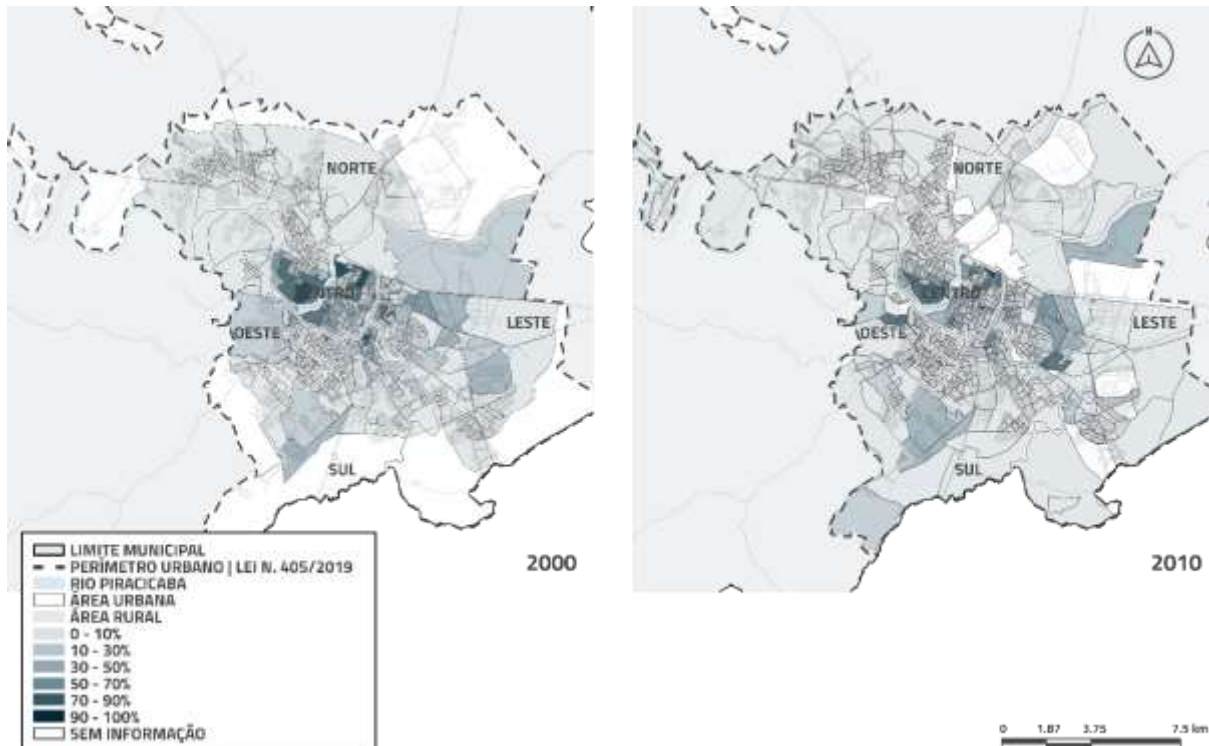 N
NORTE
CENTRO
OESTE
LESTE
SUL
2000
NORTE
CENTRO
OESTE
LESTE
SUL
2010
LIMITE MUNICIPAL
PERÍMETRO URBANO | LEI N. 405/2019
RIO PIRACICABA
ÁREA URBANA
ÁREA RURAL
0 - 10%
10 - 30%
30 - 50%
50 - 70%
70 - 90%
90 - 100%
SEM INFORMAÇÃO
0 1.87 3.75 7.5 km